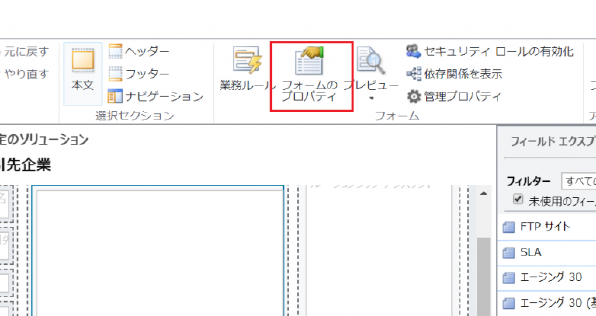 元に戻す
やり直す
本文
ヘッダー
フッター
ナビゲーション
選択セクション
業務ルール
フォームの
プロパティ
プレビュー
セキュリティ ロールの有効化
依存関係を表示
管理プロパティ
フォーム
定のソリューション
引先企業
フィールド エクスプ
フィルター
すべての
未使用のフィー
FTP サイト
SLA
エージング 30
エージング 30 (基